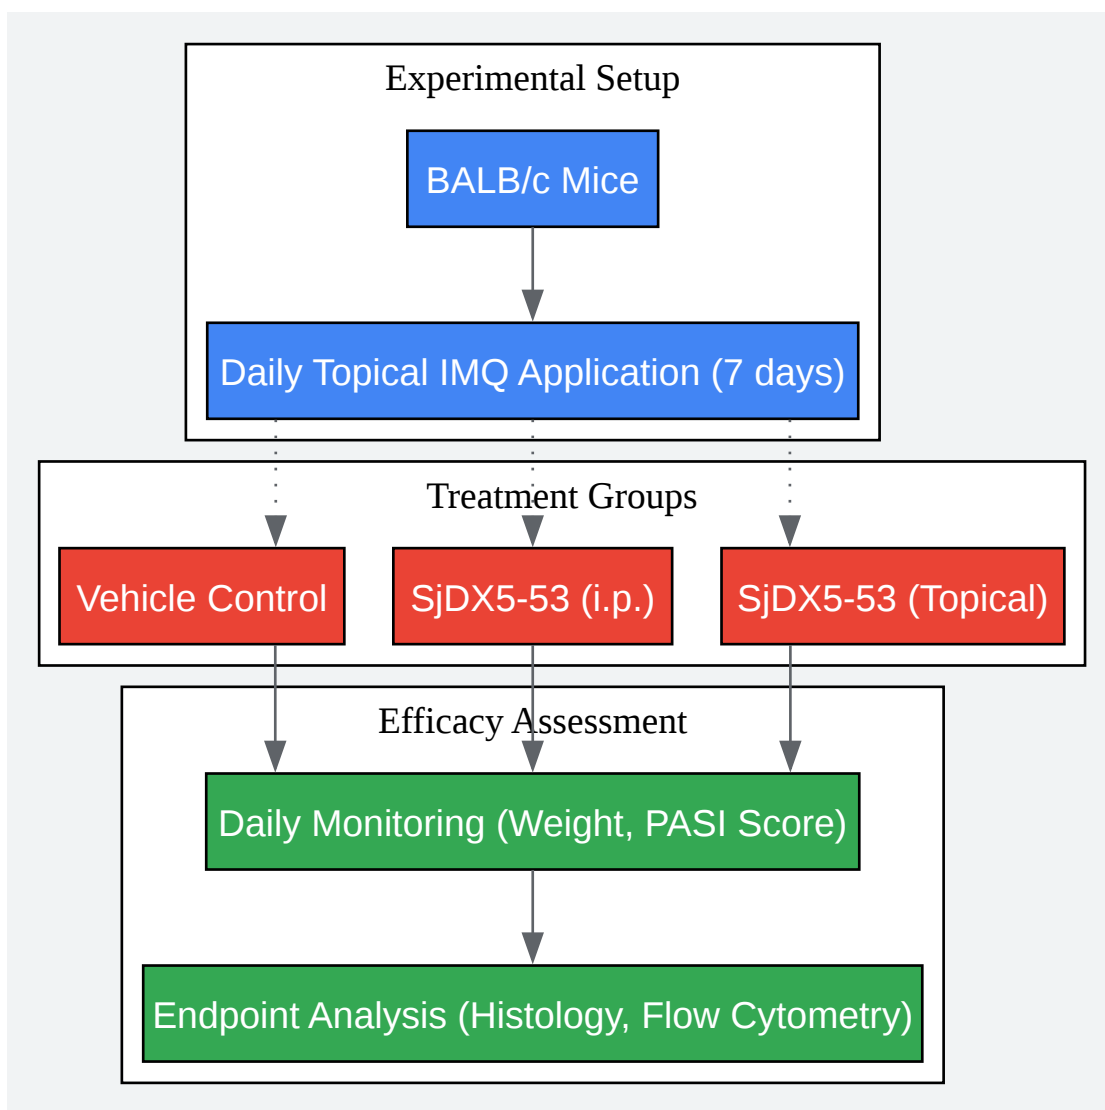 Experimental Setup
BALB/c Mice
Daily Topical IMQ Application (7 days)
Treatment Groups
Vehicle Control
SjDX5-53 (i.p.)
SjDX5-53 (Topical)
Efficacy Assessment
Daily Monitoring (Weight, PASI Score)
Endpoint Analysis (Histology, Flow Cytometry)